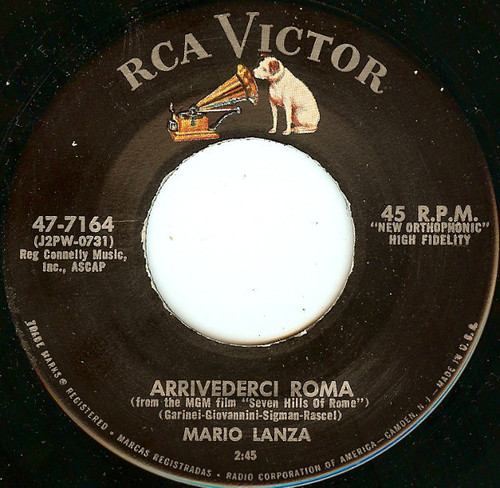 RCA VICTOR
47-7164
(J2PW-0731)
Reg Connelly Music,
Inc., ASCAP
45 R.P.M.
"NEW ORTHOPHONIC"
HIGH FIDELITY
ARRIVEDERCI ROMA
(from the MGM film "Seven Hills Of Rome")
(Garinei-Giovannini-Sigman-Rascel)
MARIO LANZA
2:45
TRADE MARKS ® REGISTERED • MARCAS REGISTRADAS • RADIO CORPORATION OF AMERICA—CAMDEN, N. J.—MADE IN U. S. A.